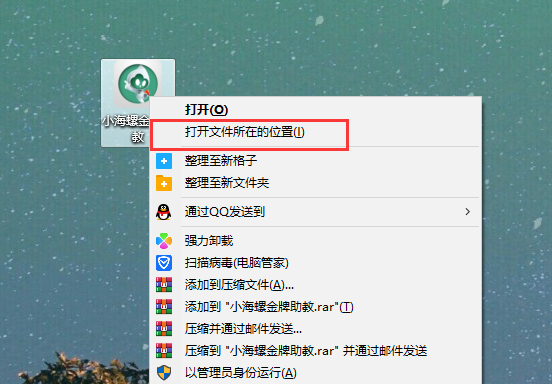 小海螺金
教
打开(O)
打开文件所在的位置(I)
整理至新格子
整理至新文件夹
通过QQ发送到
强力卸载
扫描病毒(电脑管家)
添加到压缩文件(A)...
添加到 "小海螺金牌助教.rar"(T)
压缩并通过邮件发送...
压缩到 "小海螺金牌助教.rar" 并通过邮件发送
以管理员身份运行(A)